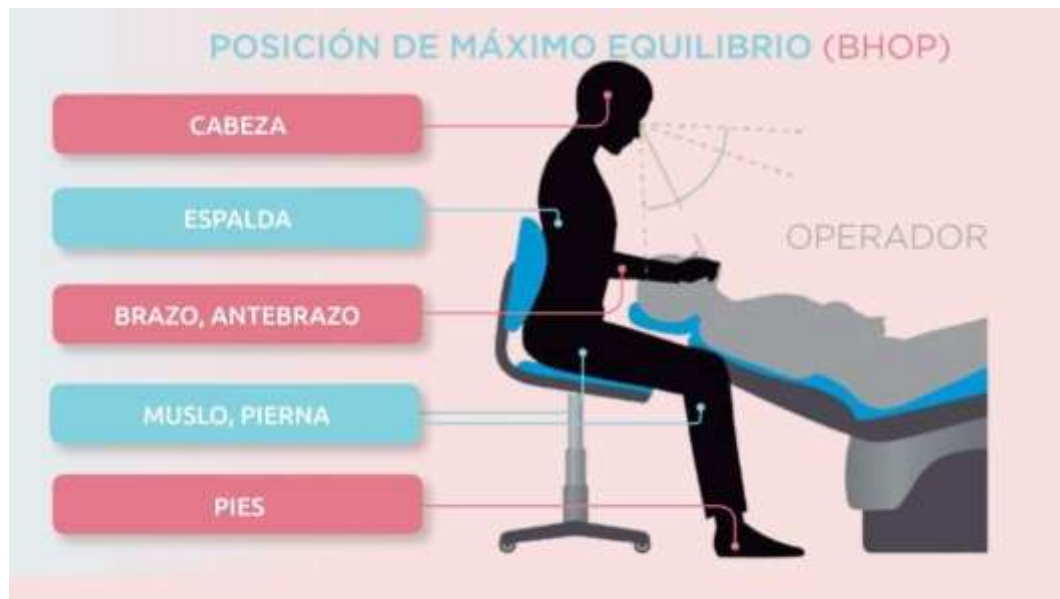 POSICIÓN DE MÁXIMO EQUILIBRIO (BHOP)
CABEZA
ESPALDA
OPERADOR
BRAZO, ANTEBRAZO
MUSLO, PIERNA
PIES